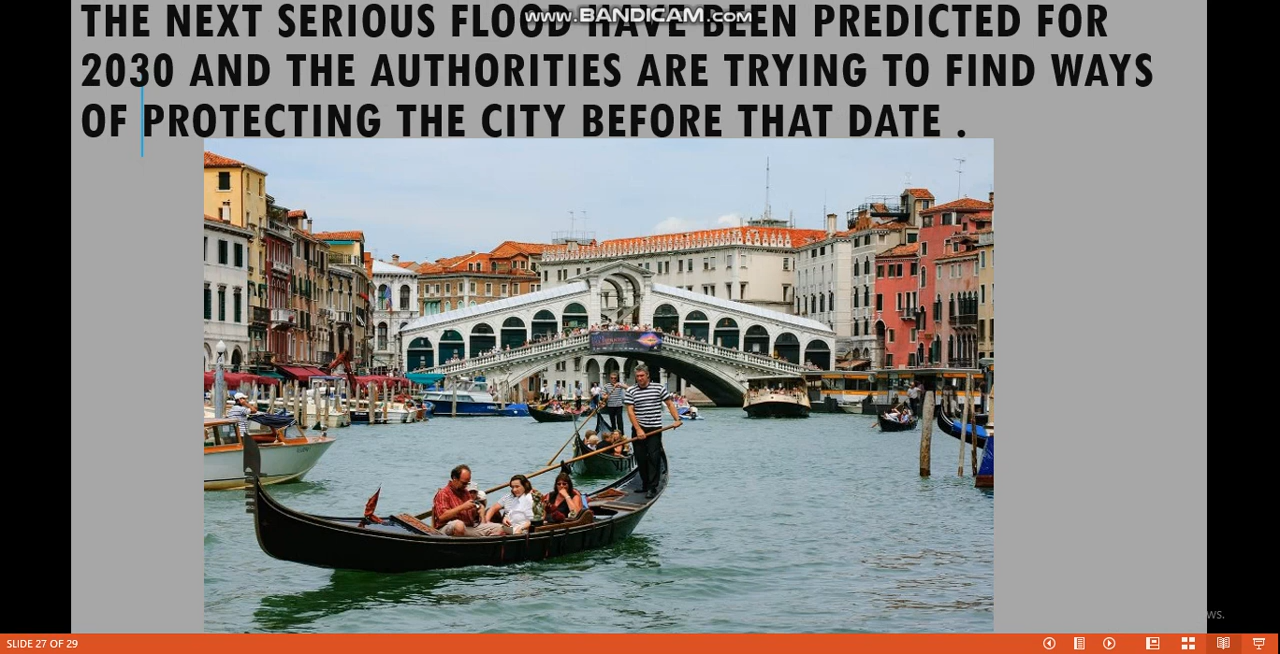 www.BANDICAM.com
THE NEXT SERIOUS FLOOD HAVE BEEN PREDICTED FOR
2030 AND THE AUTHORITIES ARE TRYING TO FIND WAYS
OF PROTECTING THE CITY BEFORE THAT DATE .
ws.
SLIDE 27 OF 29